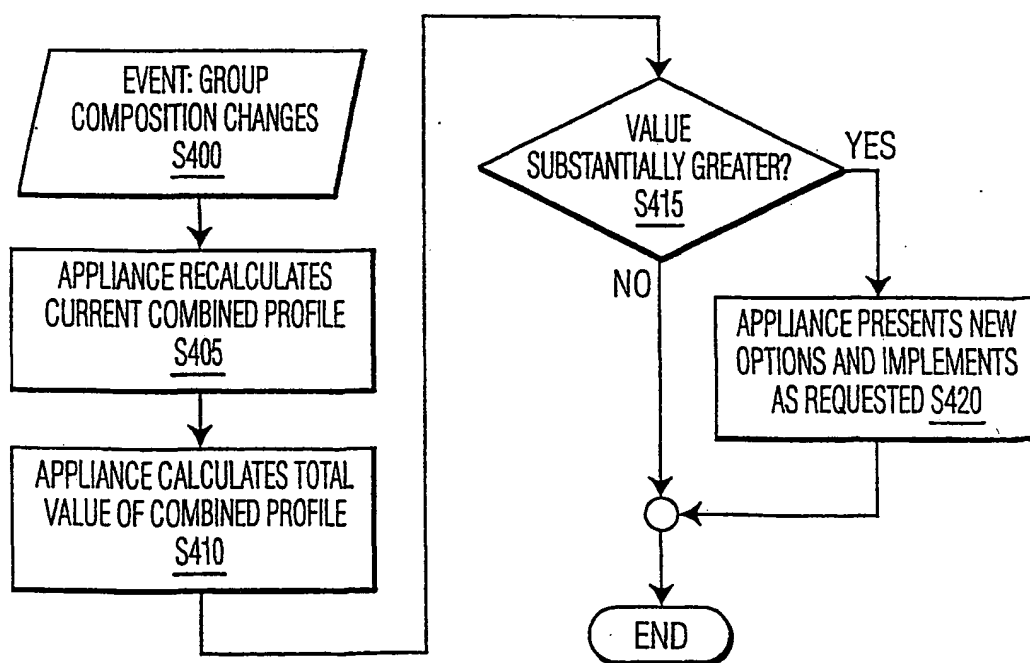 EVENT: GROUP
COMPOSITION CHANGES
S400
APPLIANCE RECALCULATES
CURRENT COMBINED PROFILE
S405
APPLIANCE CALCULATES TOTAL
VALUE OF COMBINED PROFILE
S410
VALUE
SUBSTANTIALLY GREATER?
S415
YES
NO
APPLIANCE PRESENTS NEW
OPTIONS AND IMPLEMENTS
AS REQUESTED S420
END